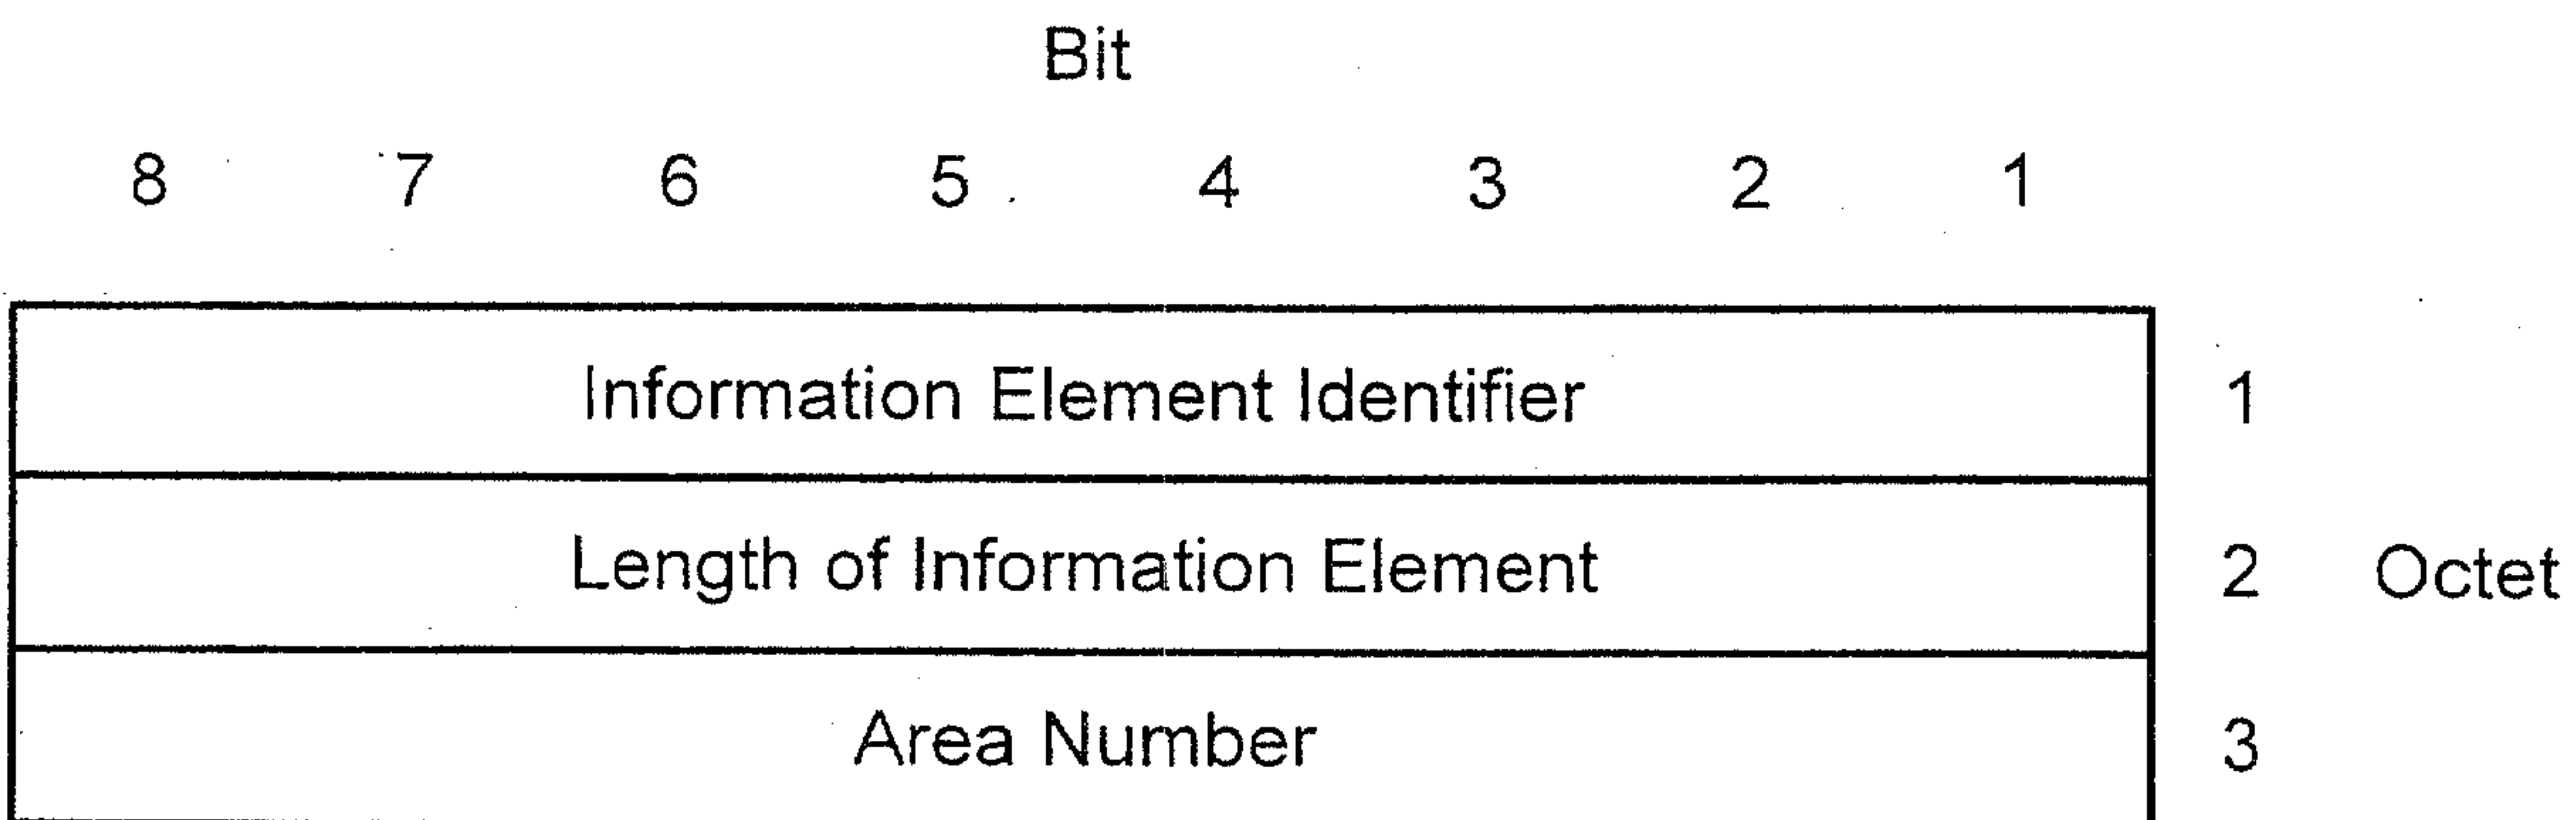 Bit
8 7 6 5 4 3 2 1
Information Element Identifier 1
Length of Information Element 2 Octet
Area Number 3